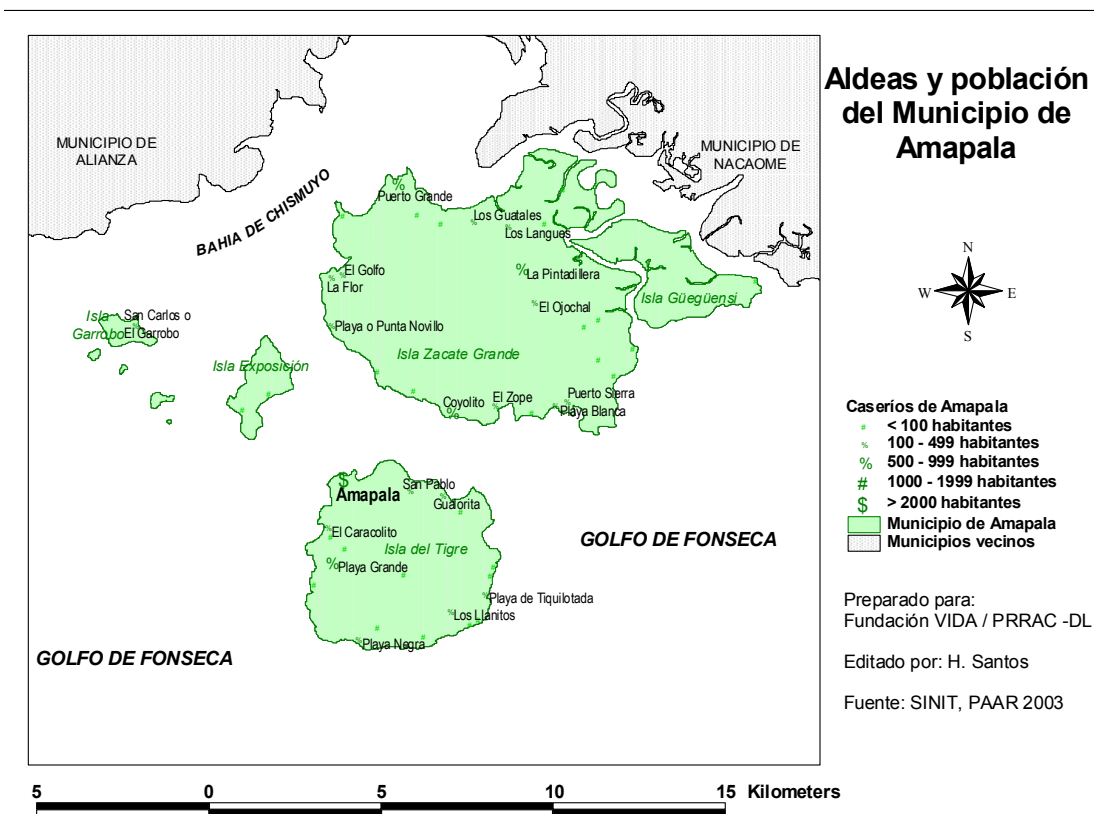 Aldeas y población
del Municipio de
Amapala
MUNICIPIO DE
ALIANZA
MUNICIPIO DE
NACAOME
BAHIA DE CHISMUYO
Puerto Grande
Los Guatales
Los Langues
El Golfo
La Flor
La Pintadillera
El Ojochal
Isla Güegüensi
Isla
Garrobo
San Carlos o
El Garrobo
Playa o Punta Novillo
Isla Zacate Grande
Isla Exposición
Coyolito
El Zope
Puerto Sierra
Playa Blanca
Amapala
San Pablo
Gualorita
El Caracolito
Isla del Tigre
Playa Grande
Playa de Tiquilotada
Los Llanitos
Playa Negra
GOLFO DE FONSECA
GOLFO DE FONSECA
N
W
E
S
Caseríos de Amapala
# < 100 habitantes
% 100 - 499 habitantes
% 500 - 999 habitantes
# 1000 - 1999 habitantes
$ > 2000 habitantes
Municipio de Amapala
Municipios vecinos
Preparado para:
Fundación VIDA / PRRAC -DL
Editado por: H. Santos
Fuente: SINIT, PAAR 2003
5 0 5 10 15 Kilometers